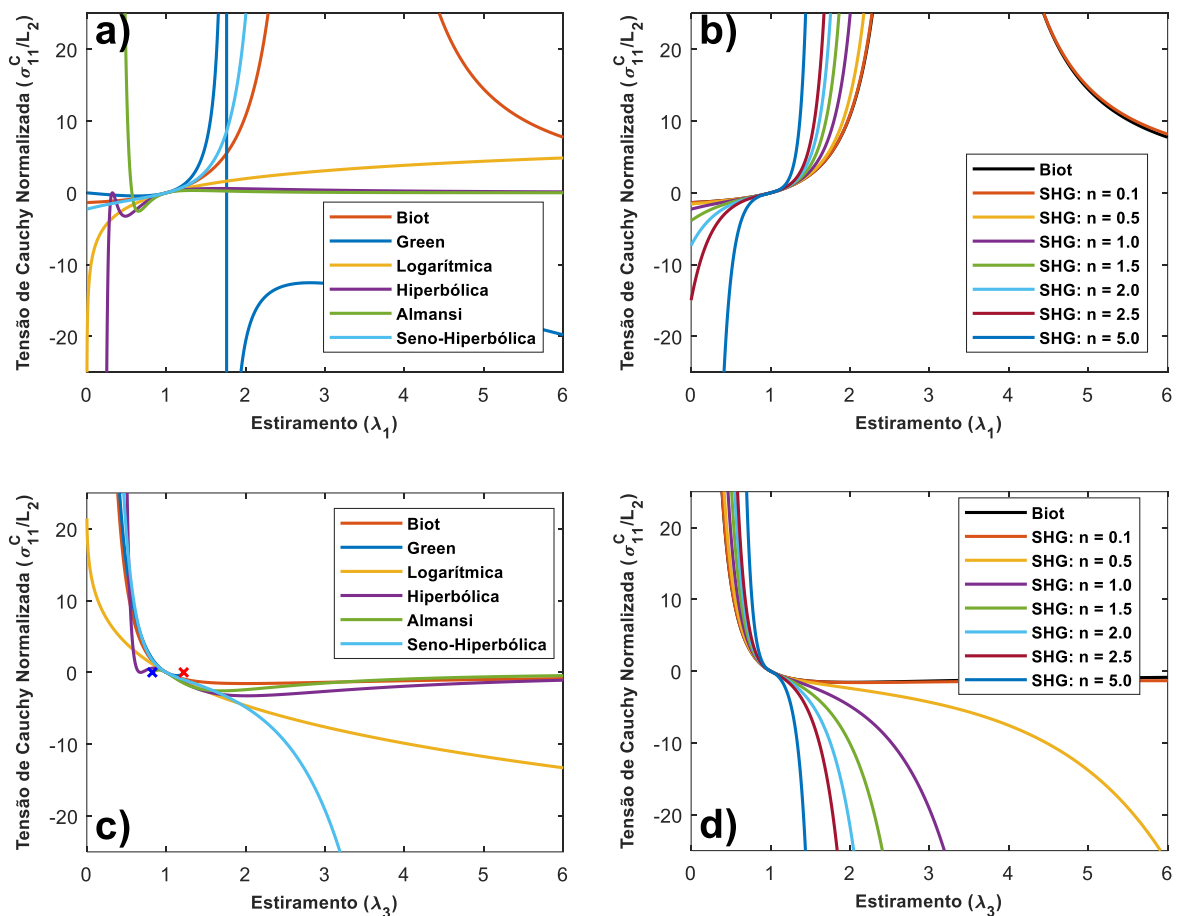 a)
Tensão de Cauchy Normalizada (σ₁₁ᶜ/L₂)
20
10
0
-10
-20
Biot
Green
Logarítmica
Hiperbólica
Almansi
Seno-Hiperbólica
0 1 2 3 4 5 6
Estiramento (λ₁)
b)
Tensão de Cauchy Normalizada (σ₁₁ᶜ/L₂)
20
10
0
-10
-20
Biot
SHG: n = 0.1
SHG: n = 0.5
SHG: n = 1.0
SHG: n = 1.5
SHG: n = 2.0
SHG: n = 2.5
SHG: n = 5.0
0 1 2 3 4 5 6
Estiramento (λ₁)
c)
Tensão de Cauchy Normalizada (σ₁₁ᶜ/L₂)
20
10
0
-10
-20
Biot
Green
Logarítmica
Hiperbólica
Almansi
Seno-Hiperbólica
0 1 2 3 4 5 6
Estiramento (λ₃)
d)
Tensão de Cauchy Normalizada (σ₁₁ᶜ/L₂)
20
10
0
-10
-20
Biot
SHG: n = 0.1
SHG: n = 0.5
SHG: n = 1.0
SHG: n = 1.5
SHG: n = 2.0
SHG: n = 2.5
SHG: n = 5.0
0 1 2 3 4 5 6
Estiramento (λ₃)